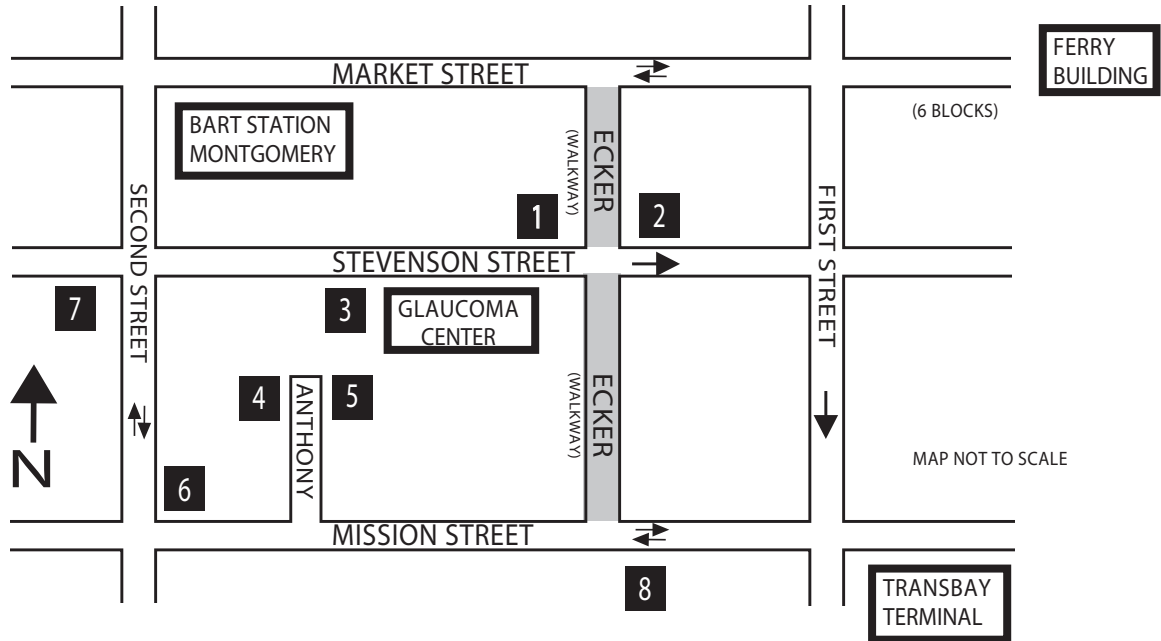 FERRY
BUILDING
MARKET STREET
(6 BLOCKS)
BART STATION
MONTGOMERY
ECKER
(WALKWAY)
1
2
SECOND STREET
FIRST STREET
STEVENSON STREET
7
3
GLAUCOMA
CENTER
4
ANTHONY
5
ECKER
(WALKWAY)
N
MAP NOT TO SCALE
6
MISSION STREET
8
TRANSBAY
TERMINAL